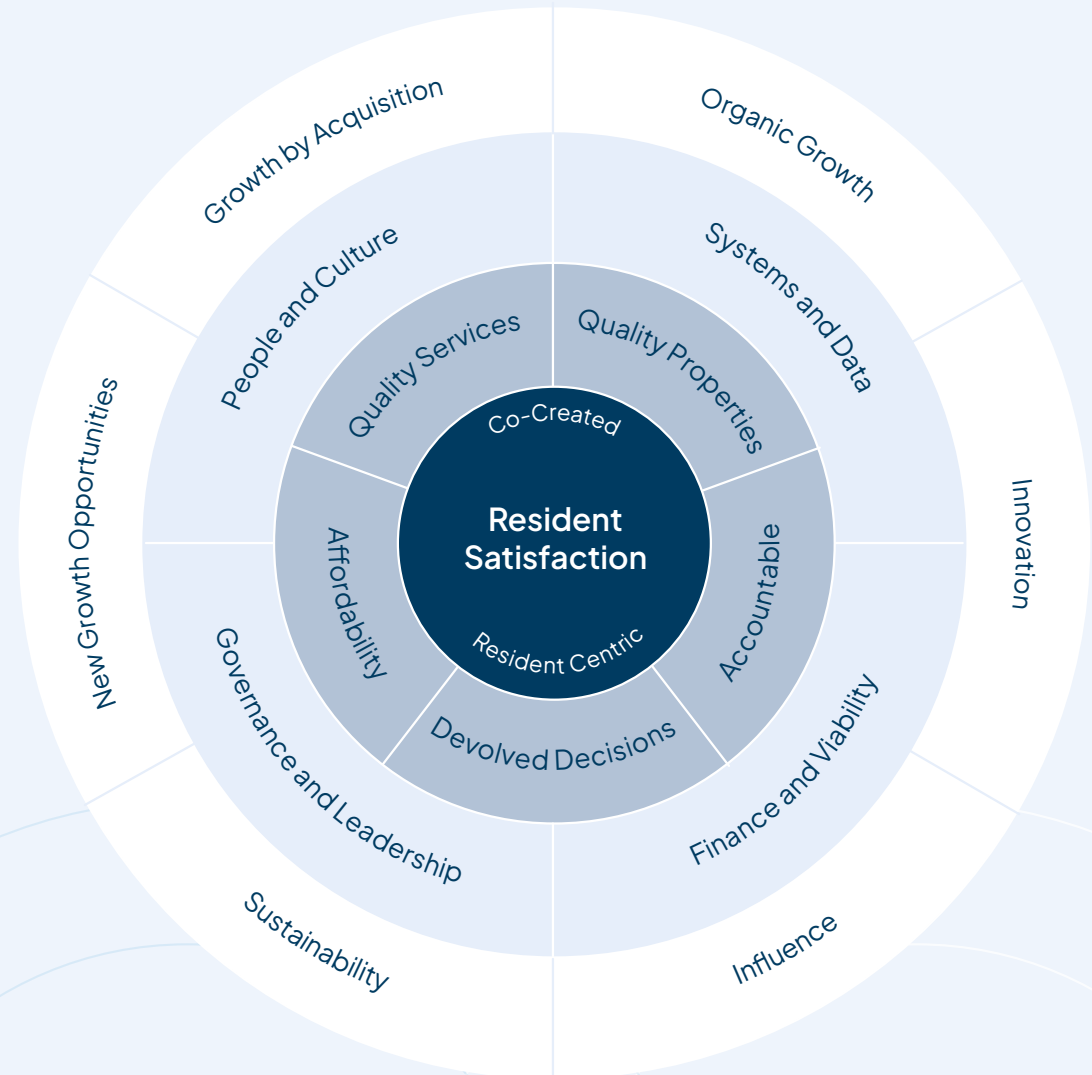 Growth by Acquisition
Organic Growth
Innovation
Influence
Sustainability
New Growth Opportunities
People and Culture
Systems and Data
Finance and Viability
Governance and Leadership
Quality Services
Quality Properties
Accountable
Devolved Decisions
Affordability
Co-Created
Resident
Satisfaction
Resident Centric